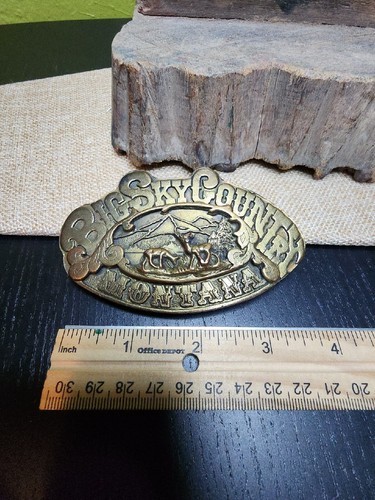 BIG SKY COUNTRY
MONTANA
inch 1 2 3 4
Office DEPOT
30 29 28 27 26 25 24 23 22 21 20